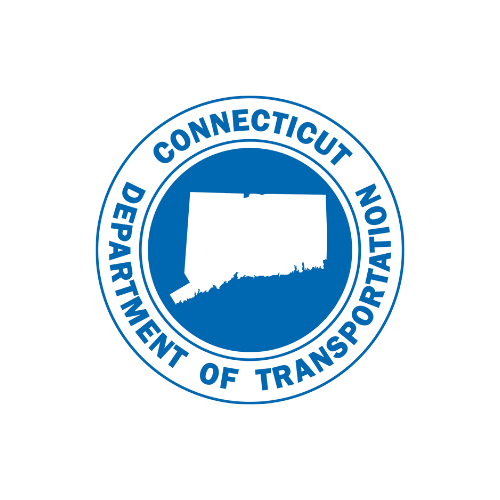 CONNECTICUT
DEPARTMENT OF TRANSPORTATION